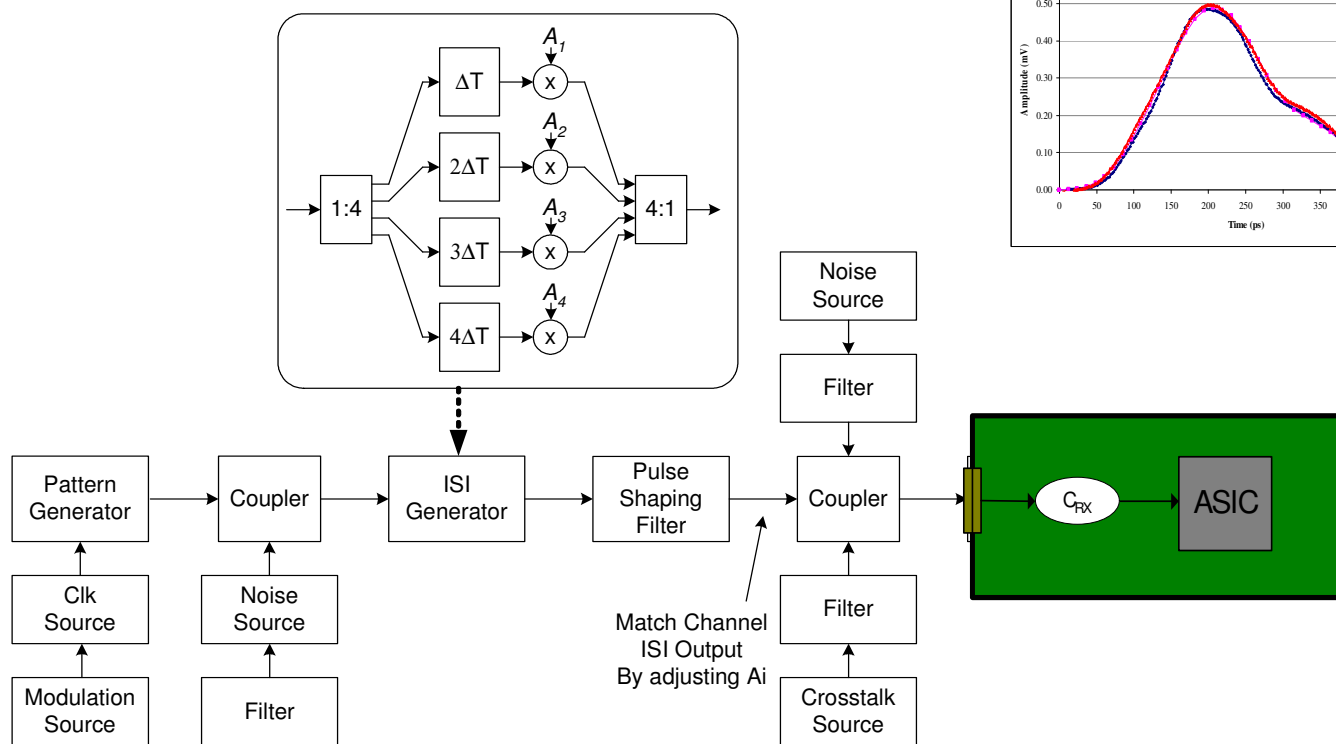 ΔT
A1
2ΔT
A2
3ΔT
A3
4ΔT
A4
x
x
x
x
1:4
4:1
0.50
0.40
0.30
0.20
0.10
0.00
0
50
100
150
200
250
300
350
Amplitude (mV)
Time (ps)
Noise
Source
Filter
Pattern
Generator
Coupler
ISI
Generator
Pulse
Shaping
Filter
Coupler
CRX
ASIC
Clk
Source
Noise
Source
Match Channel
ISI Output
By adjusting Ai
Filter
Modulation
Source
Filter
Crosstalk
Source